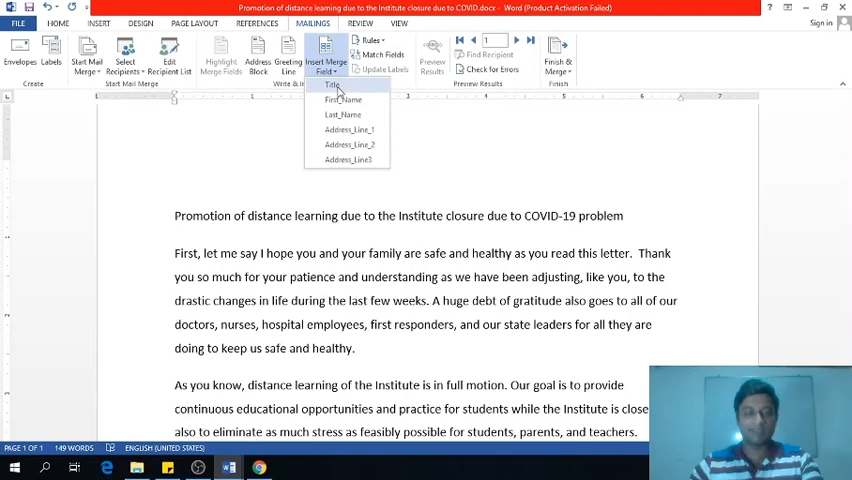 Promotion of distance learning due to the Institute closure due to COVID.docx - Word (Product Activation Failed)
FILE HOME INSERT DESIGN PAGE LAYOUT REFERENCES MAILINGS REVIEW VIEW Sign in
Envelopes Labels Start Mail Merge Select Recipients Edit Recipient List Highlight Merge Fields Address Block Greeting Line Insert Merge Field Rules Match Fields Update Labels Preview Results 1 Find Recipient Check for Errors Finish & Merge
Create Start Mail Merge Write & I Preview Results Finish
Title
First_Name
Last_Name
Address_Line_1
Address_Line_2
Address_Line3
1 2 3 4 5 6 7
Promotion of distance learning due to the Institute closure due to COVID-19 problem
First, let me say I hope you and your family are safe and healthy as you read this letter. Thank
you so much for your patience and understanding as we have been adjusting, like you, to the
drastic changes in life during the last few weeks. A huge debt of gratitude also goes to all of our
doctors, nurses, hospital employees, first responders, and our state leaders for all they are
doing to keep us safe and healthy.
As you know, distance learning of the Institute is in full motion. Our goal is to provide
continuous educational opportunities and practice for students while the Institute is close
also to eliminate as much stress as feasibly possible for students, parents, and teachers.
PAGE 1 OF 1 149 WORDS ENGLISH (UNITED STATES)